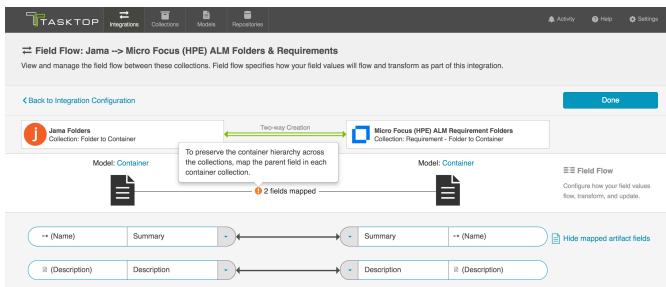 TASKTOP
Integrations
Collections
Models
Repositories
Activity
Help
Settings
Field Flow: Jama --> Micro Focus (HPE) ALM Folders & Requirements
View and manage the field flow between these collections. Field flow specifies how your field values will flow and transform as part of this integration.
Back to Integration Configuration
Done
Jama Folders
Collection: Folder to Container
Two-way Creation
Micro Focus (HPE) ALM Requirement Folders
Collection: Requirement - Folder to Container
To preserve the container hierarchy across
the collections, map the parent field in each
container collection.
Model: Container
Model: Container
2 fields mapped
Field Flow
Configure how your field values
flow, transform, and update.
(Name)
Summary
Summary
(Name)
Hide mapped artifact fields
(Description)
Description
Description
(Description)